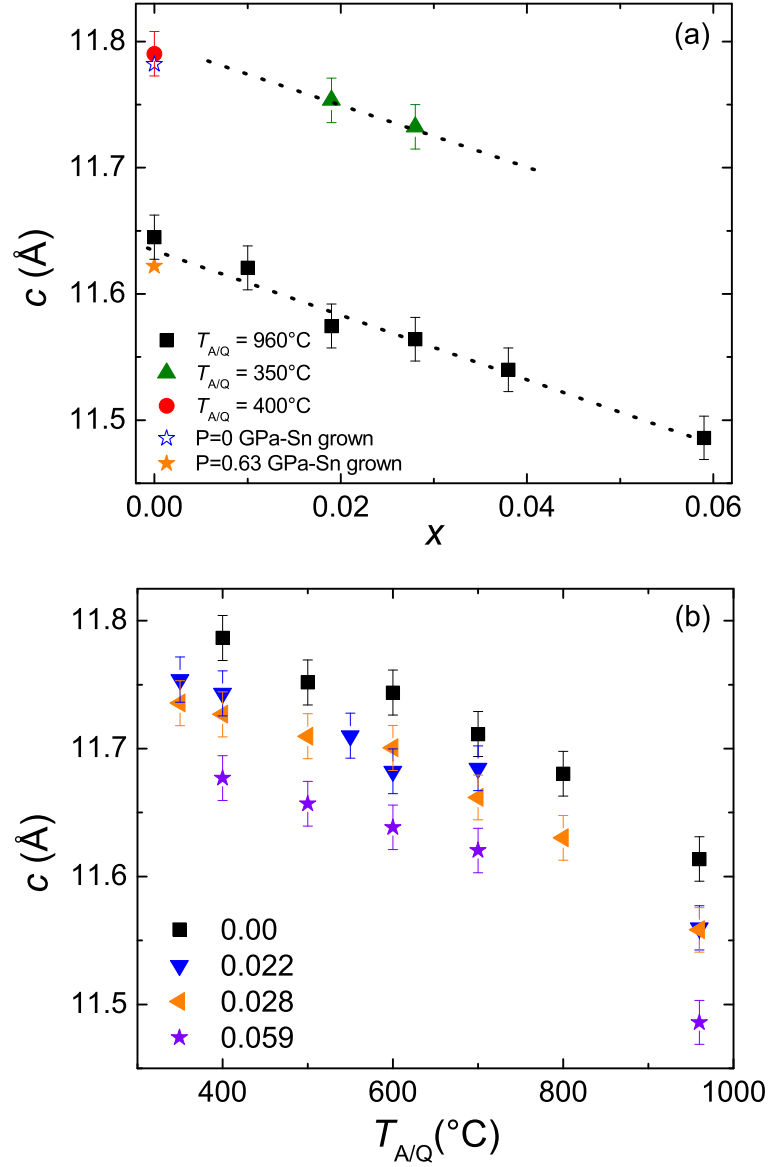 (a)
11.8
11.7
11.6
11.5
c (Å)
T_A/Q = 960°C
T_A/Q = 350°C
T_A/Q = 400°C
P=0 GPa-Sn grown
P=0.63 GPa-Sn grown
0.00 0.02 0.04 0.06
x
(b)
11.8
11.7
11.6
11.5
c (Å)
0.00
0.022
0.028
0.059
400 600 800 1000
T_A/Q(°C)